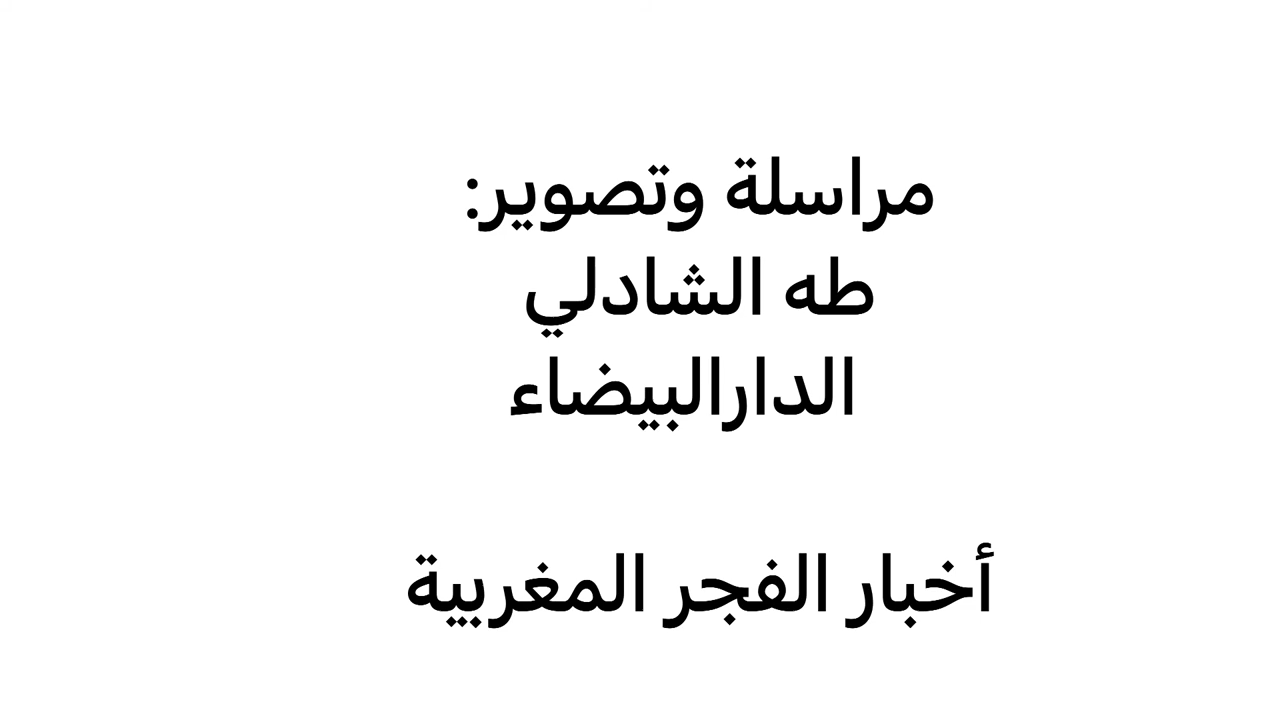 مراسلة وتصوير:
طه الشادلي
الدارالبيضاء
أخبار الفجر المغربية